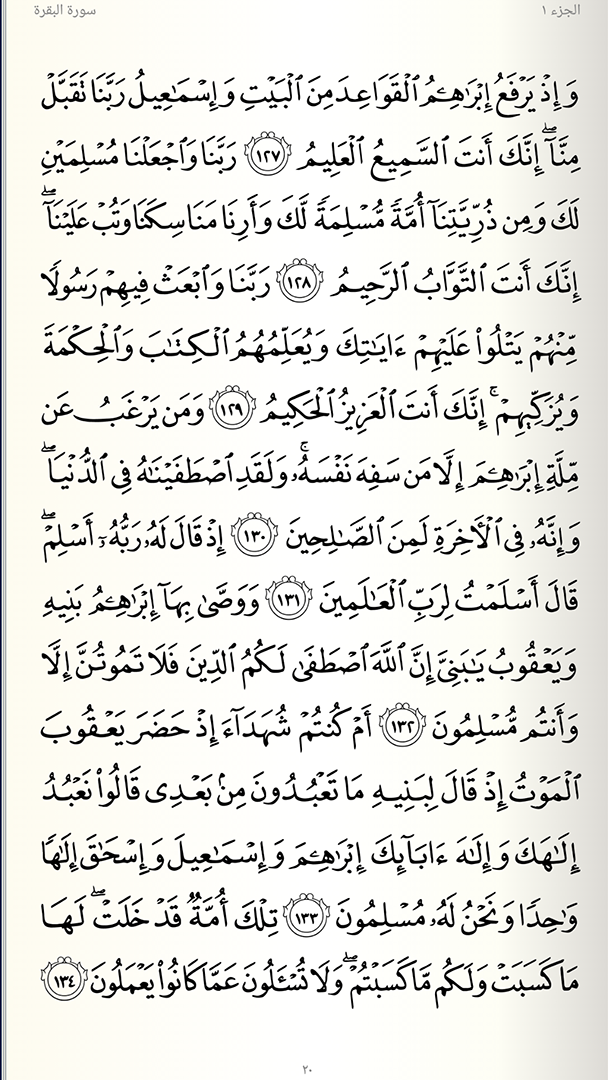 الجزء ١
سورة البقرة
وَإِذۡ يَرۡفَعُ إِبۡرَٰهِـۧمُ ٱلۡقَوَاعِدَ مِنَ ٱلۡبَيۡتِ وَإِسۡمَٰعِيلُ رَبَّنَا تَقَبَّلۡ
مِنَّآۖ إِنَّكَ أَنتَ ٱلسَّمِيعُ ٱلۡعَلِيمُ ١٢٧ رَبَّنَا وَٱجۡعَلۡنَا مُسۡلِمَيۡنِ
لَكَ وَمِن ذُرِّيَّتِنَآ أُمَّةٗ مُّسۡلِمَةٗ لَّكَ وَأَرِنَا مَنَاسِكَنَا وَتُبۡ عَلَيۡنَآۖ
إِنَّكَ أَنتَ ٱلتَّوَّابُ ٱلرَّحِيمُ ١٢٨ رَبَّنَا وَٱبۡعَثۡ فِيهِمۡ رَسُولٗا
مِّنۡهُمۡ يَتۡلُواْ عَلَيۡهِمۡ ءَايَٰتِكَ وَيُعَلِّمُهُمُ ٱلۡكِتَٰبَ وَٱلۡحِكۡمَةَ
وَيُزَكِّيهِمۡۚ إِنَّكَ أَنتَ ٱلۡعَزِيزُ ٱلۡحَكِيمُ ١٢٩ وَمَن يَرۡغَبُ عَن
مِّلَّةِ إِبۡرَٰهِـۧمَ إِلَّا مَن سَفِهَ نَفۡسَهُۥۚ وَلَقَدِ ٱصۡطَفَيۡنَٰهُ فِي ٱلدُّنۡيَاۖ
وَإِنَّهُۥ فِي ٱلۡأٓخِرَةِ لَمِنَ ٱلصَّٰلِحِينَ ١٣٠ إِذۡ قَالَ لَهُۥ رَبُّهُۥٓ أَسۡلِمۡۖ
قَالَ أَسۡلَمۡتُ لِرَبِّ ٱلۡعَٰلَمِينَ ١٣١ وَوَصَّىٰ بِهَآ إِبۡرَٰهِـۧمُ بَنِيهِ
وَيَعۡقُوبُ يَٰبَنِيَّ إِنَّ ٱللَّهَ ٱصۡطَفَىٰ لَكُمُ ٱلدِّينَ فَلَا تَمُوتُنَّ إِلَّا
وَأَنتُم مُّسۡلِمُونَ ١٣٢ أَمۡ كُنتُمۡ شُهَدَآءَ إِذۡ حَضَرَ يَعۡقُوبَ
ٱلۡمَوۡتُ إِذۡ قَالَ لِبَنِيهِ مَا تَعۡبُدُونَ مِنۢ بَعۡدِي قَالُواْ نَعۡبُدُ
إِلَٰهَكَ وَإِلَٰهَ ءَابَآئِكَ إِبۡرَٰهِـۧمَ وَإِسۡمَٰعِيلَ وَإِسۡحَٰقَ إِلَٰهٗا
وَٰحِدٗا وَنَحۡنُ لَهُۥ مُسۡلِمُونَ ١٣٣ تِلۡكَ أُمَّةٞ قَدۡ خَلَتۡۖ لَهَا
مَا كَسَبَتۡ وَلَكُم مَّا كَسَبۡتُمۡۖ وَلَا تُسۡـَٔلُونَ عَمَّا كَانُواْ يَعۡمَلُونَ ١٣٤
٢٠